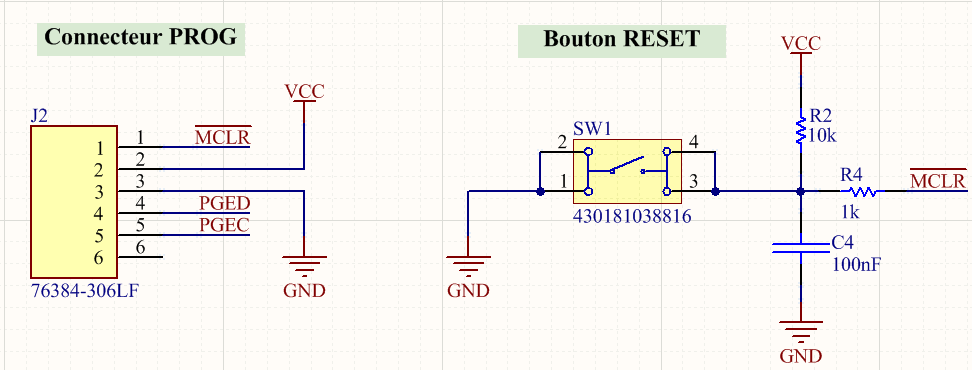 Connecteur PROG
J2
1 1 MCLR
2 2 VCC
3 3
4 4 PGED
5 5 PGEC
6 6
GND
76384-306LF
Bouton RESET
VCC
R2
10k
SW1
2 4
1 3
430181038816
R4
1k
MCLR
C4
100nF
GND
GND